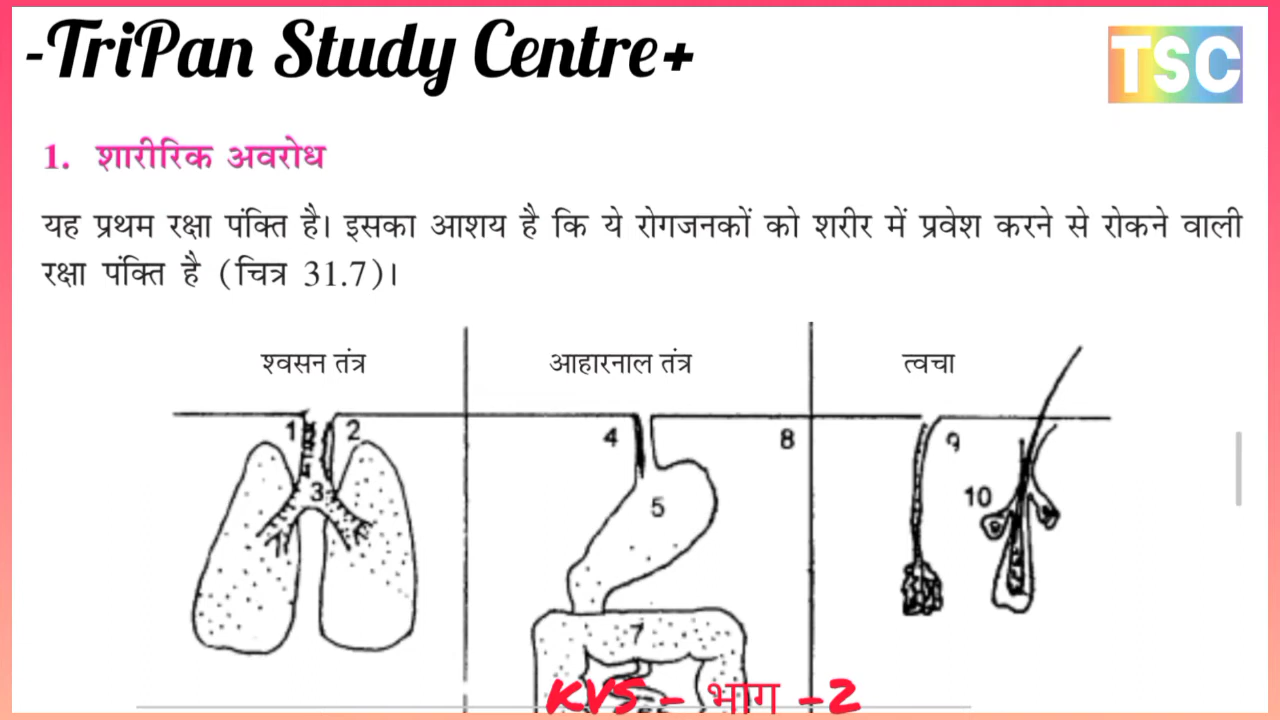 -TriPan Study Centre+
TSC
1. शारीरिक अवरोध
यह प्रथम रक्षा पंक्ति है। इसका आशय है कि ये रोगजनकों को शरीर में प्रवेश करने से रोकने वाली
रक्षा पंक्ति है (चित्र 31.7)।
श्वसन तंत्र
आहारनाल तंत्र
त्वचा
1 2
3
4
5
7
8
9
10
KVS - भाग -2